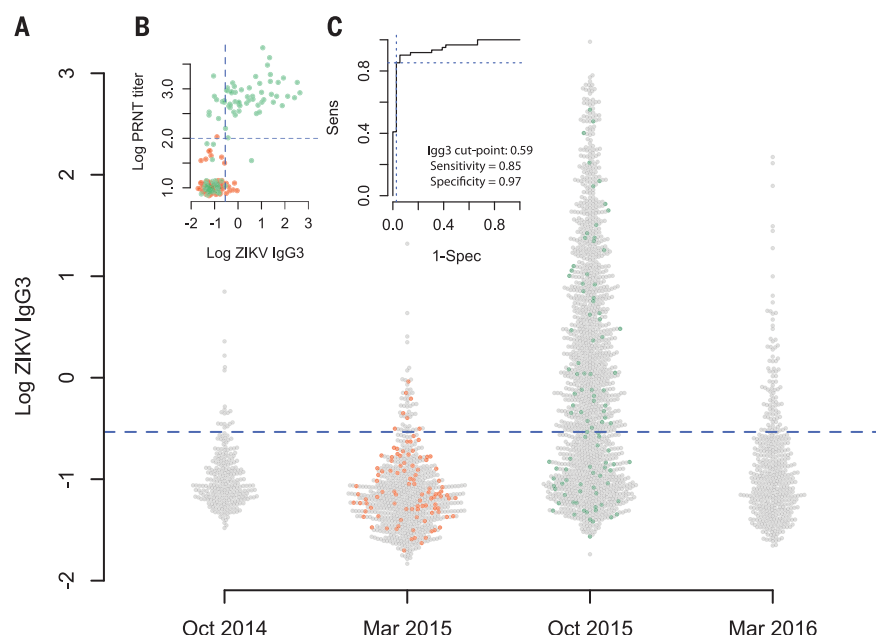 A
B
C
Log ZIKV IgG3
3
2
1
0
-1
-2
Oct 2014
Mar 2015
Oct 2015
Mar 2016
Log PRNT titer
3.0
2.0
1.0
-2 -1 0 1 2 3
Log ZIKV IgG3
Sens
0.8
0.4
0.0
Igg3 cut-point: 0.59
Sensitivity = 0.85
Specificity = 0.97
0.0 0.4 0.8
1-Spec